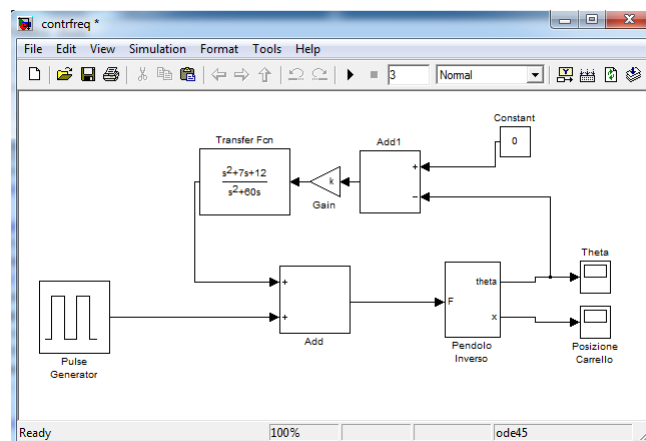 contrfreq *
File Edit View Simulation Format Tools Help
3 Normal
Constant
0
Transfer Fcn
s2+7s+12
s2+60s
k
Gain
Add1
+
−
Theta
theta
F
x
Pendolo
Inverso
Posizione
Carrello
+
+
Add
Pulse
Generator
Ready 100% ode45